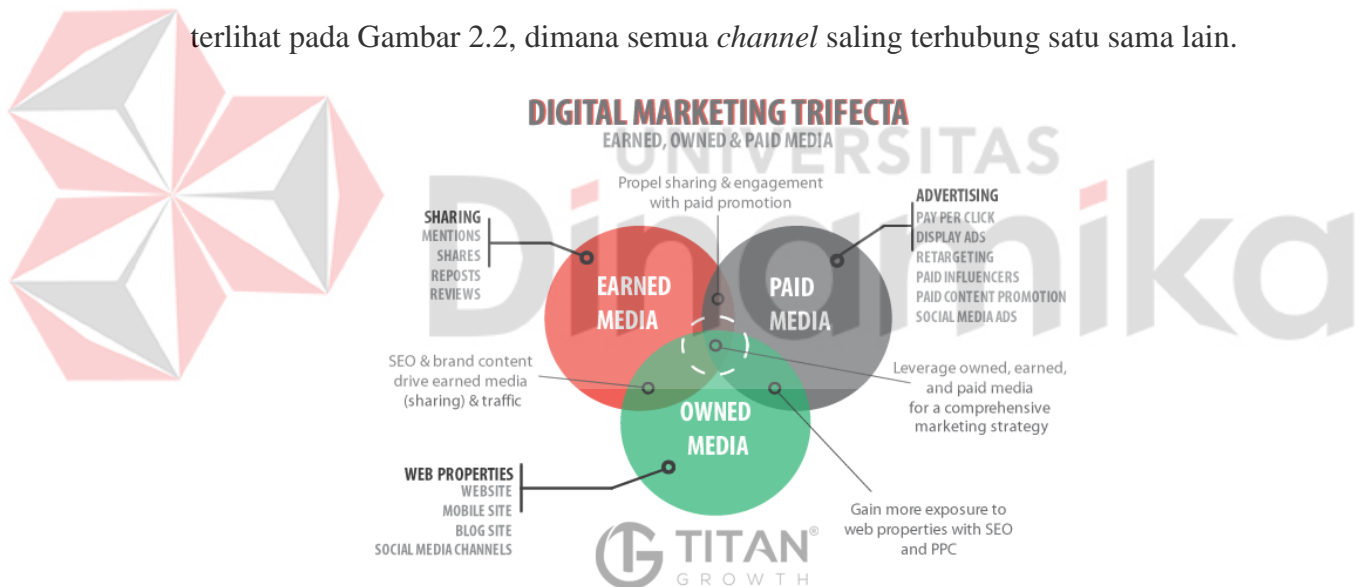 terlihat pada Gambar 2.2, dimana semua channel saling terhubung satu sama lain.
DIGITAL MARKETING TRIFECTA
EARNED, OWNED & PAID MEDIA
UNIVERSITAS
Dinamika
Propel sharing & engagement
with paid promotion
SHARING
MENTIONS
SHARES
REPOSTS
REVIEWS
ADVERTISING
PAY PER CLICK
DISPLAY ADS
RETARGETING
PAID INFLUENCERS
PAID CONTENT PROMOTION
SOCIAL MEDIA ADS
EARNED
MEDIA
PAID
MEDIA
SEO & brand content
drive earned media
(sharing) & traffic
Leverage owned, earned,
and paid media
for a comprehensive
marketing strategy
OWNED
MEDIA
WEB PROPERTIES
WEBSITE
MOBILE SITE
BLOG SITE
SOCIAL MEDIA CHANNELS
Gain more exposure to
web properties with SEO
and PPC
TITAN®
GROWTH